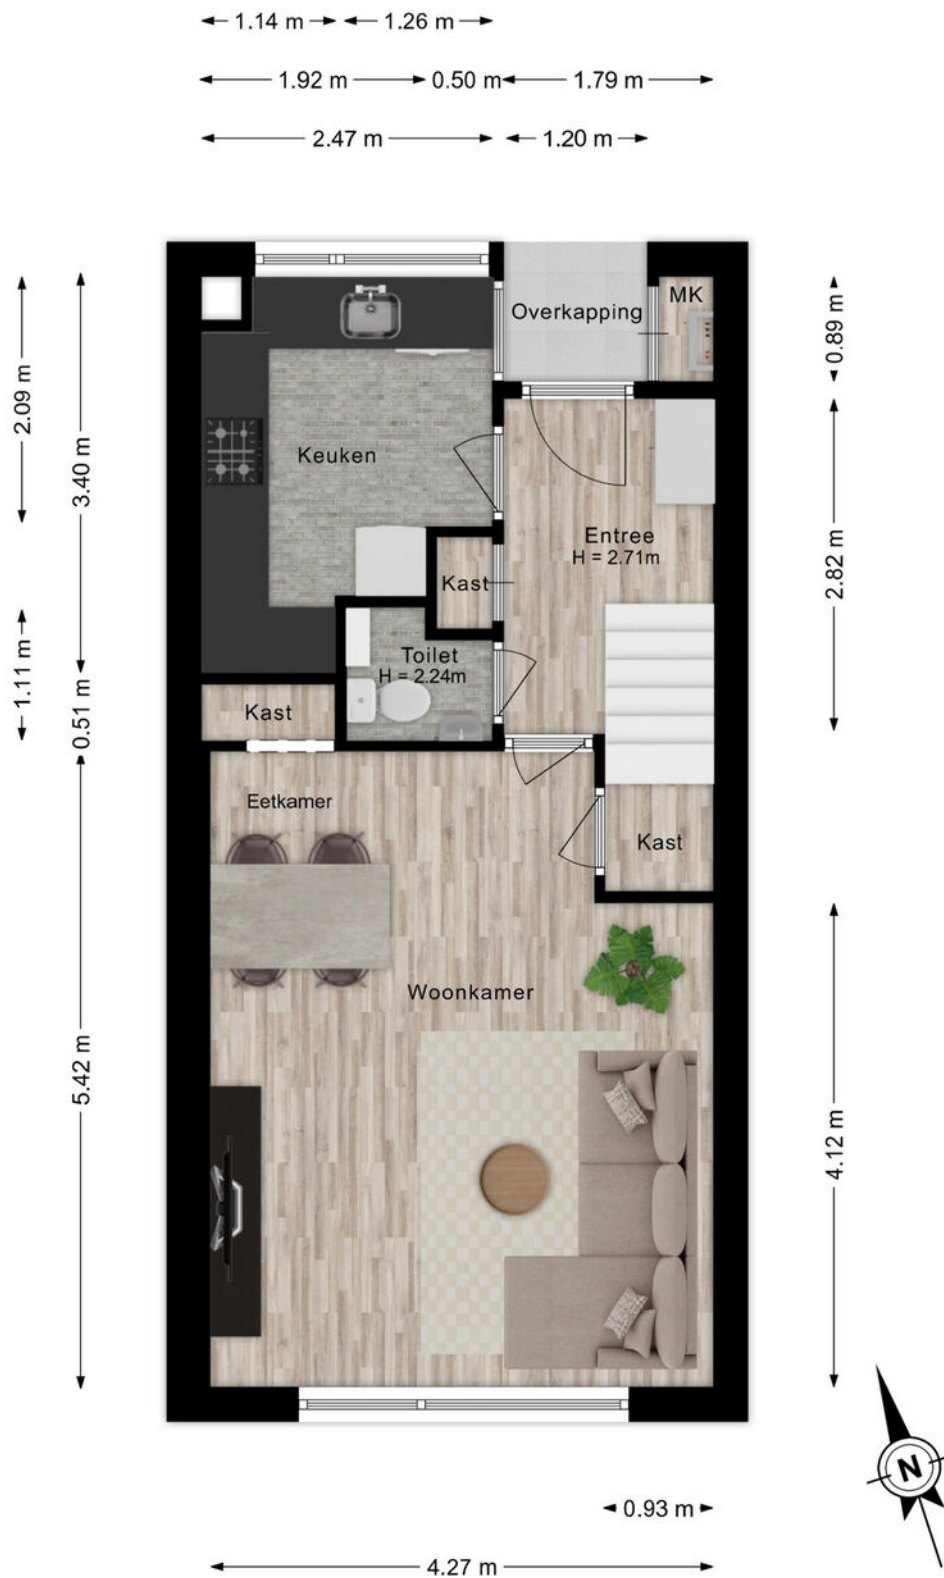 1.14 m 1.26 m
1.92 m 0.50 m 1.79 m
2.47 m 1.20 m
MK
Overkapping
0.89 m
2.09 m
3.40 m
Keuken
Entree
H = 2.71m
2.82 m
Kast
Toilet
H = 2.24m
1.11 m
0.51 m
Kast
Eetkamer
Kast
Woonkamer
5.42 m
4.12 m
N
0.93 m
4.27 m